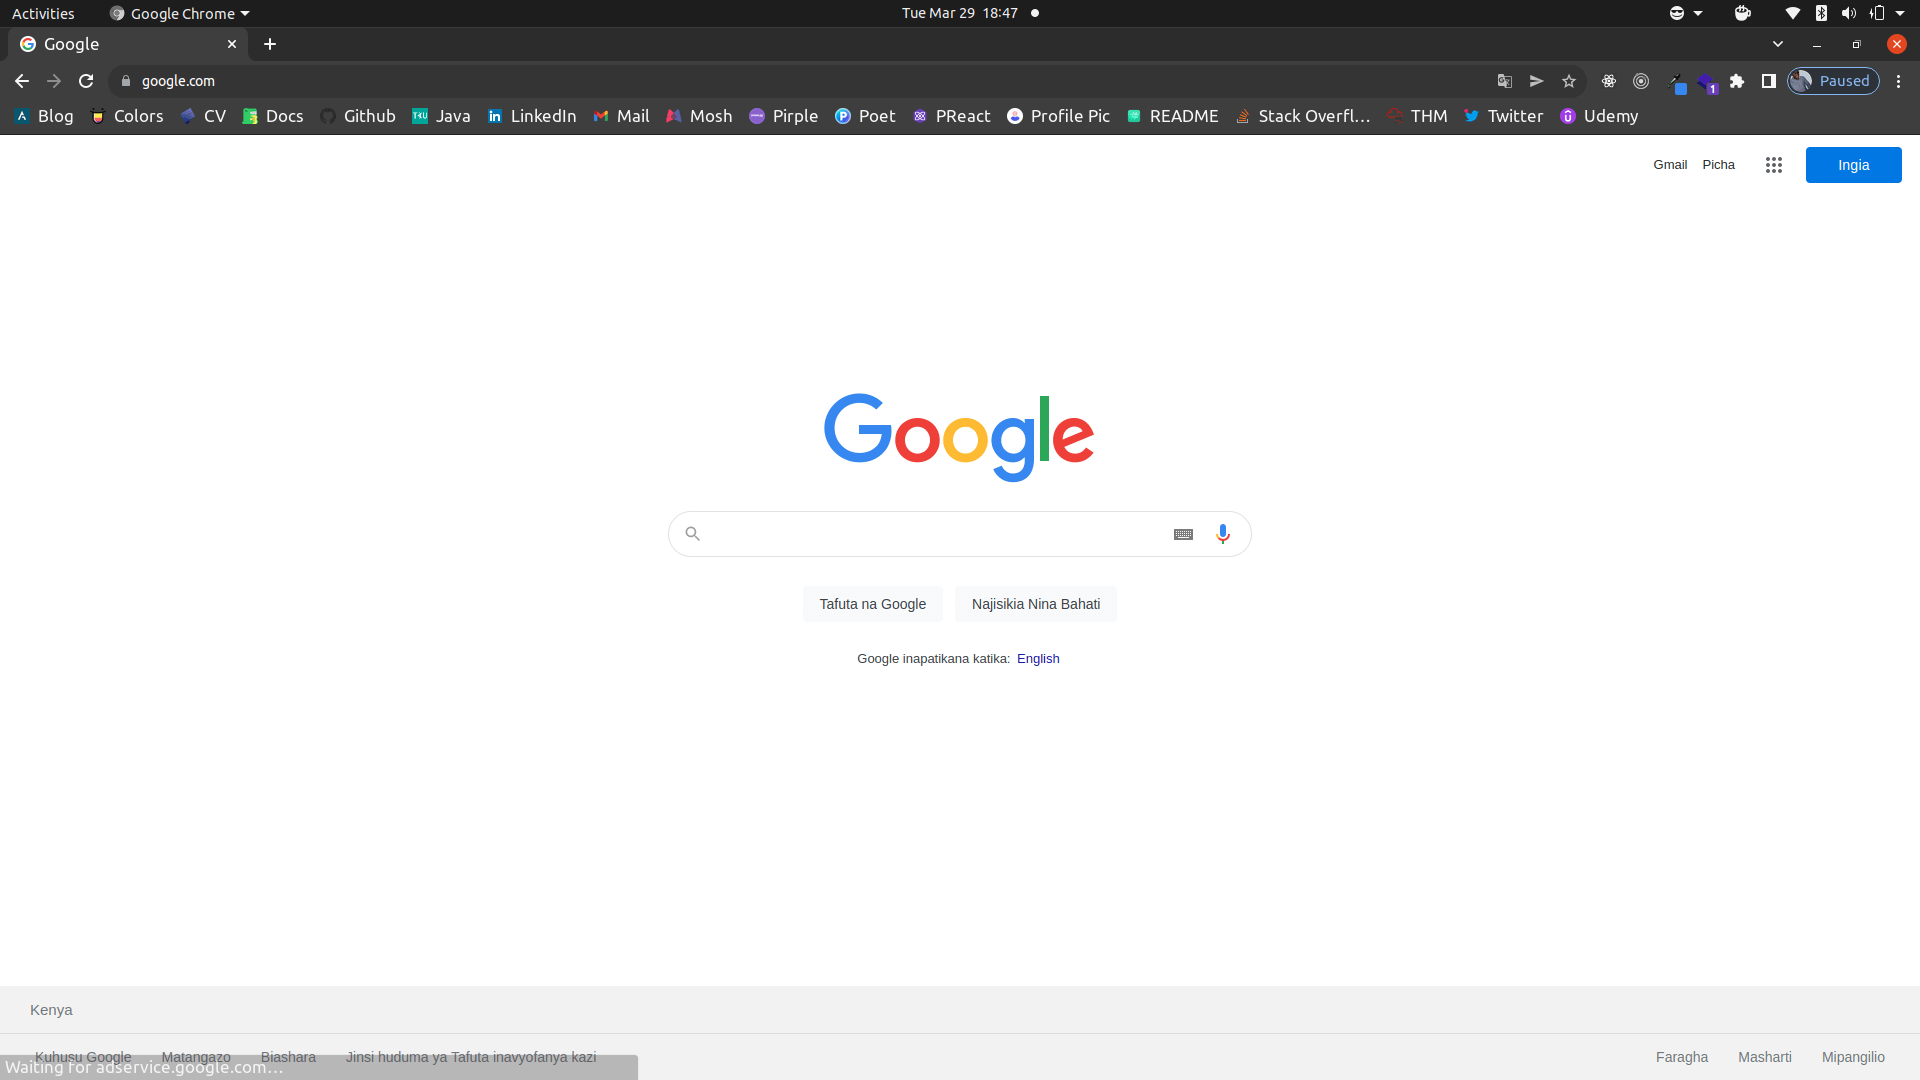 Activities Google Chrome Tue Mar 29 18:47
Google
google.com 1 Paused
Blog Colors CV Docs Github Java LinkedIn Mail Mosh Pirple Poet PReact Profile Pic README Stack Overfl… THM Twitter Udemy
Gmail Picha Ingia
Google
Tafuta na Google Najisikia Nina Bahati
Google inapatikana katika: English
Kenya
Kuhusu Google Matangazo Biashara Jinsi huduma ya Tafuta inavyofanya kazi Faragha Masharti Mipangilio
Waiting for adservice.google.com…